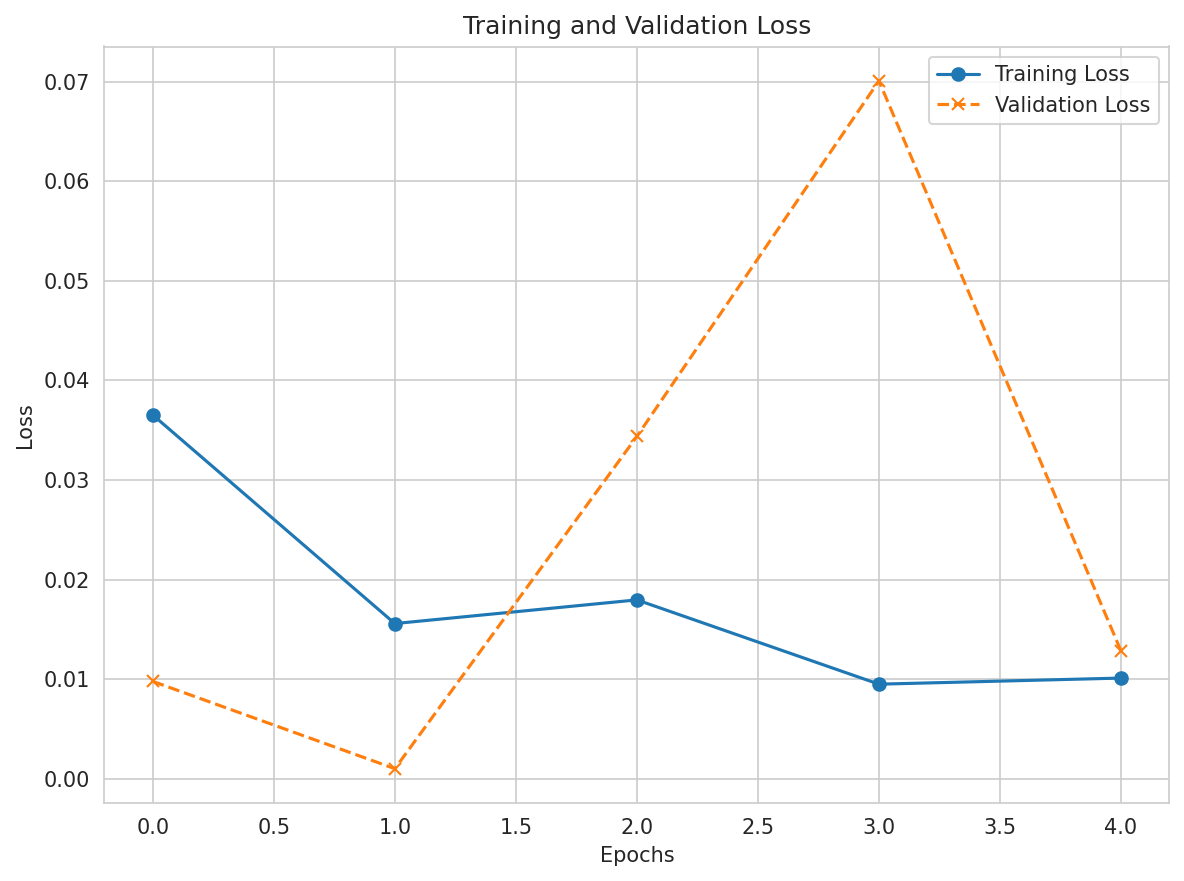 Training and Validation Loss
Training Loss
Validation Loss
0.07
0.06
0.05
0.04
0.03
0.02
0.01
0.00
Loss
0.0 0.5 1.0 1.5 2.0 2.5 3.0 3.5 4.0
Epochs